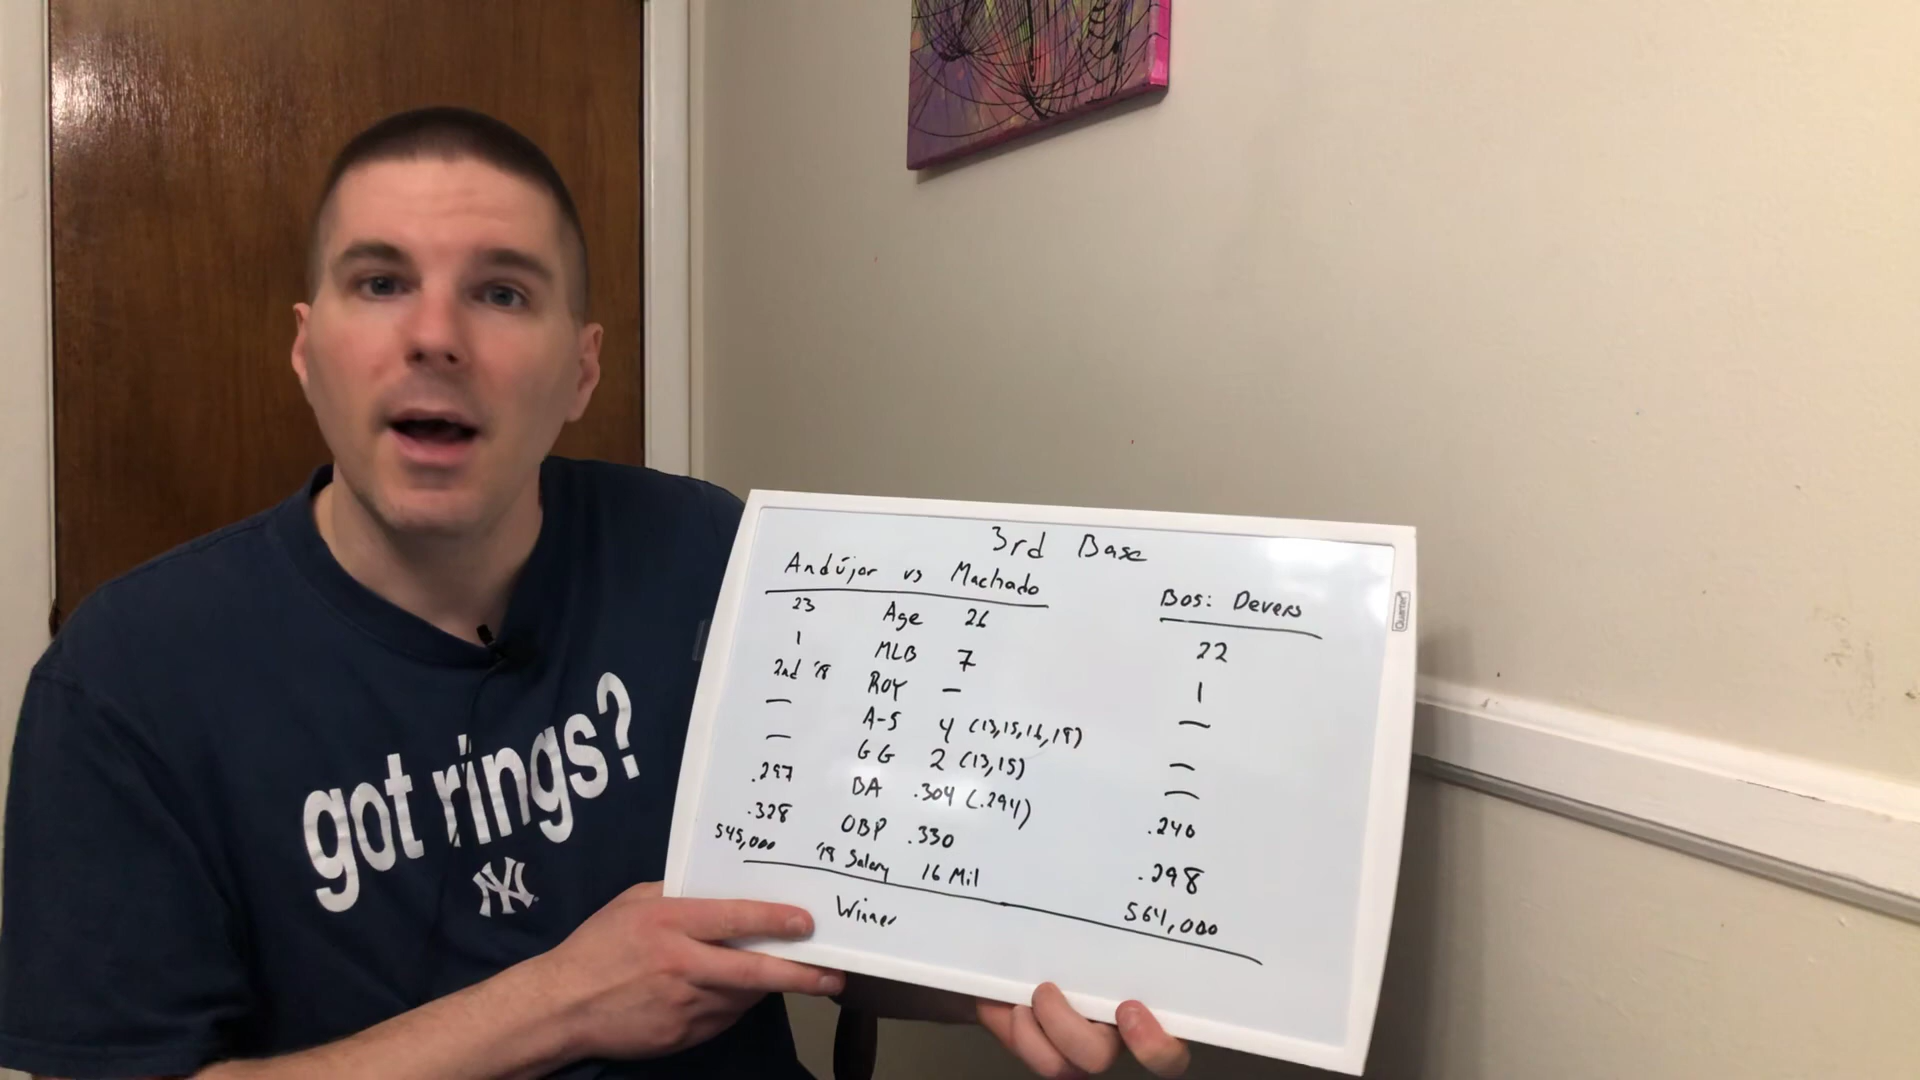 got rings?
NY
3rd Base
Andújar vs Machado
Bos: Devers
23 Age 26
22
1 MLB 7
1
2nd '18 ROY —
—
— A-S 4 (13,15,16,18)
—
— GG 2 (13,15)
—
.297 BA .304 (.294)
.240
.328 OBP .330
.298
545,000 '18 Salary 16 Mil
564,000
Winner
Quartet